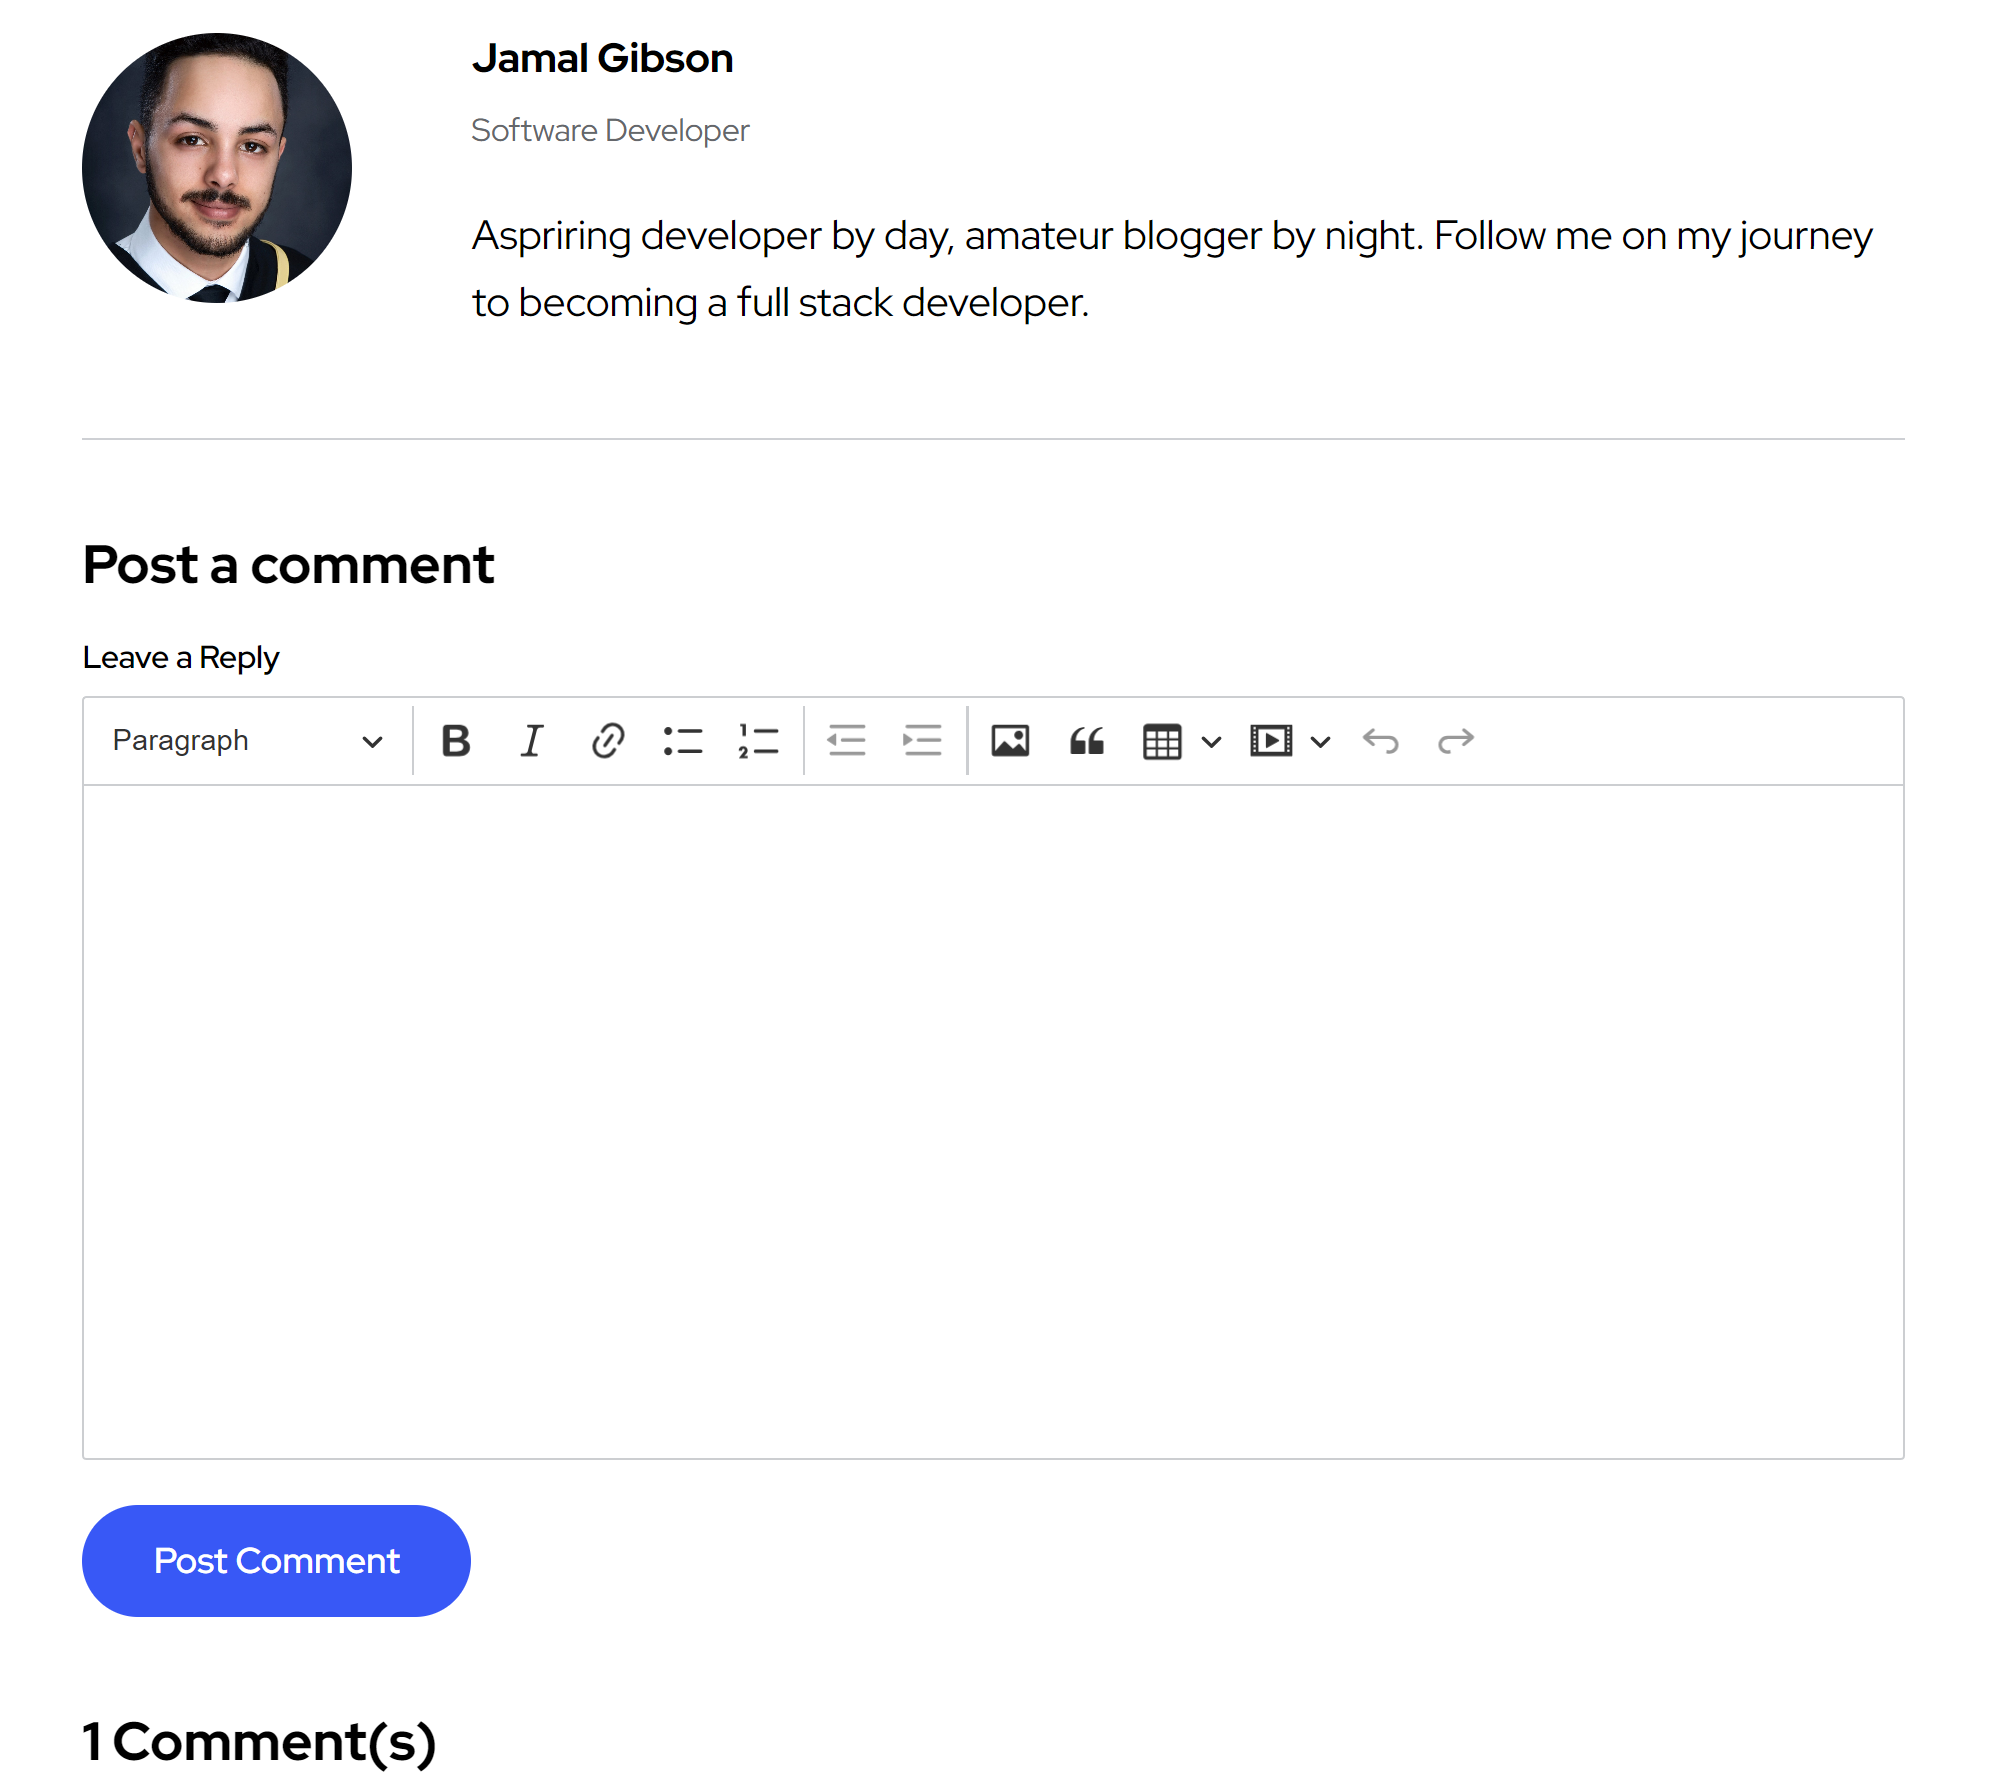 Jamal Gibson
Software Developer
Aspriring developer by day, amateur blogger by night. Follow me on my journey
to becoming a full stack developer.
Post a comment
Leave a Reply
Paragraph
Post Comment
1 Comment(s)